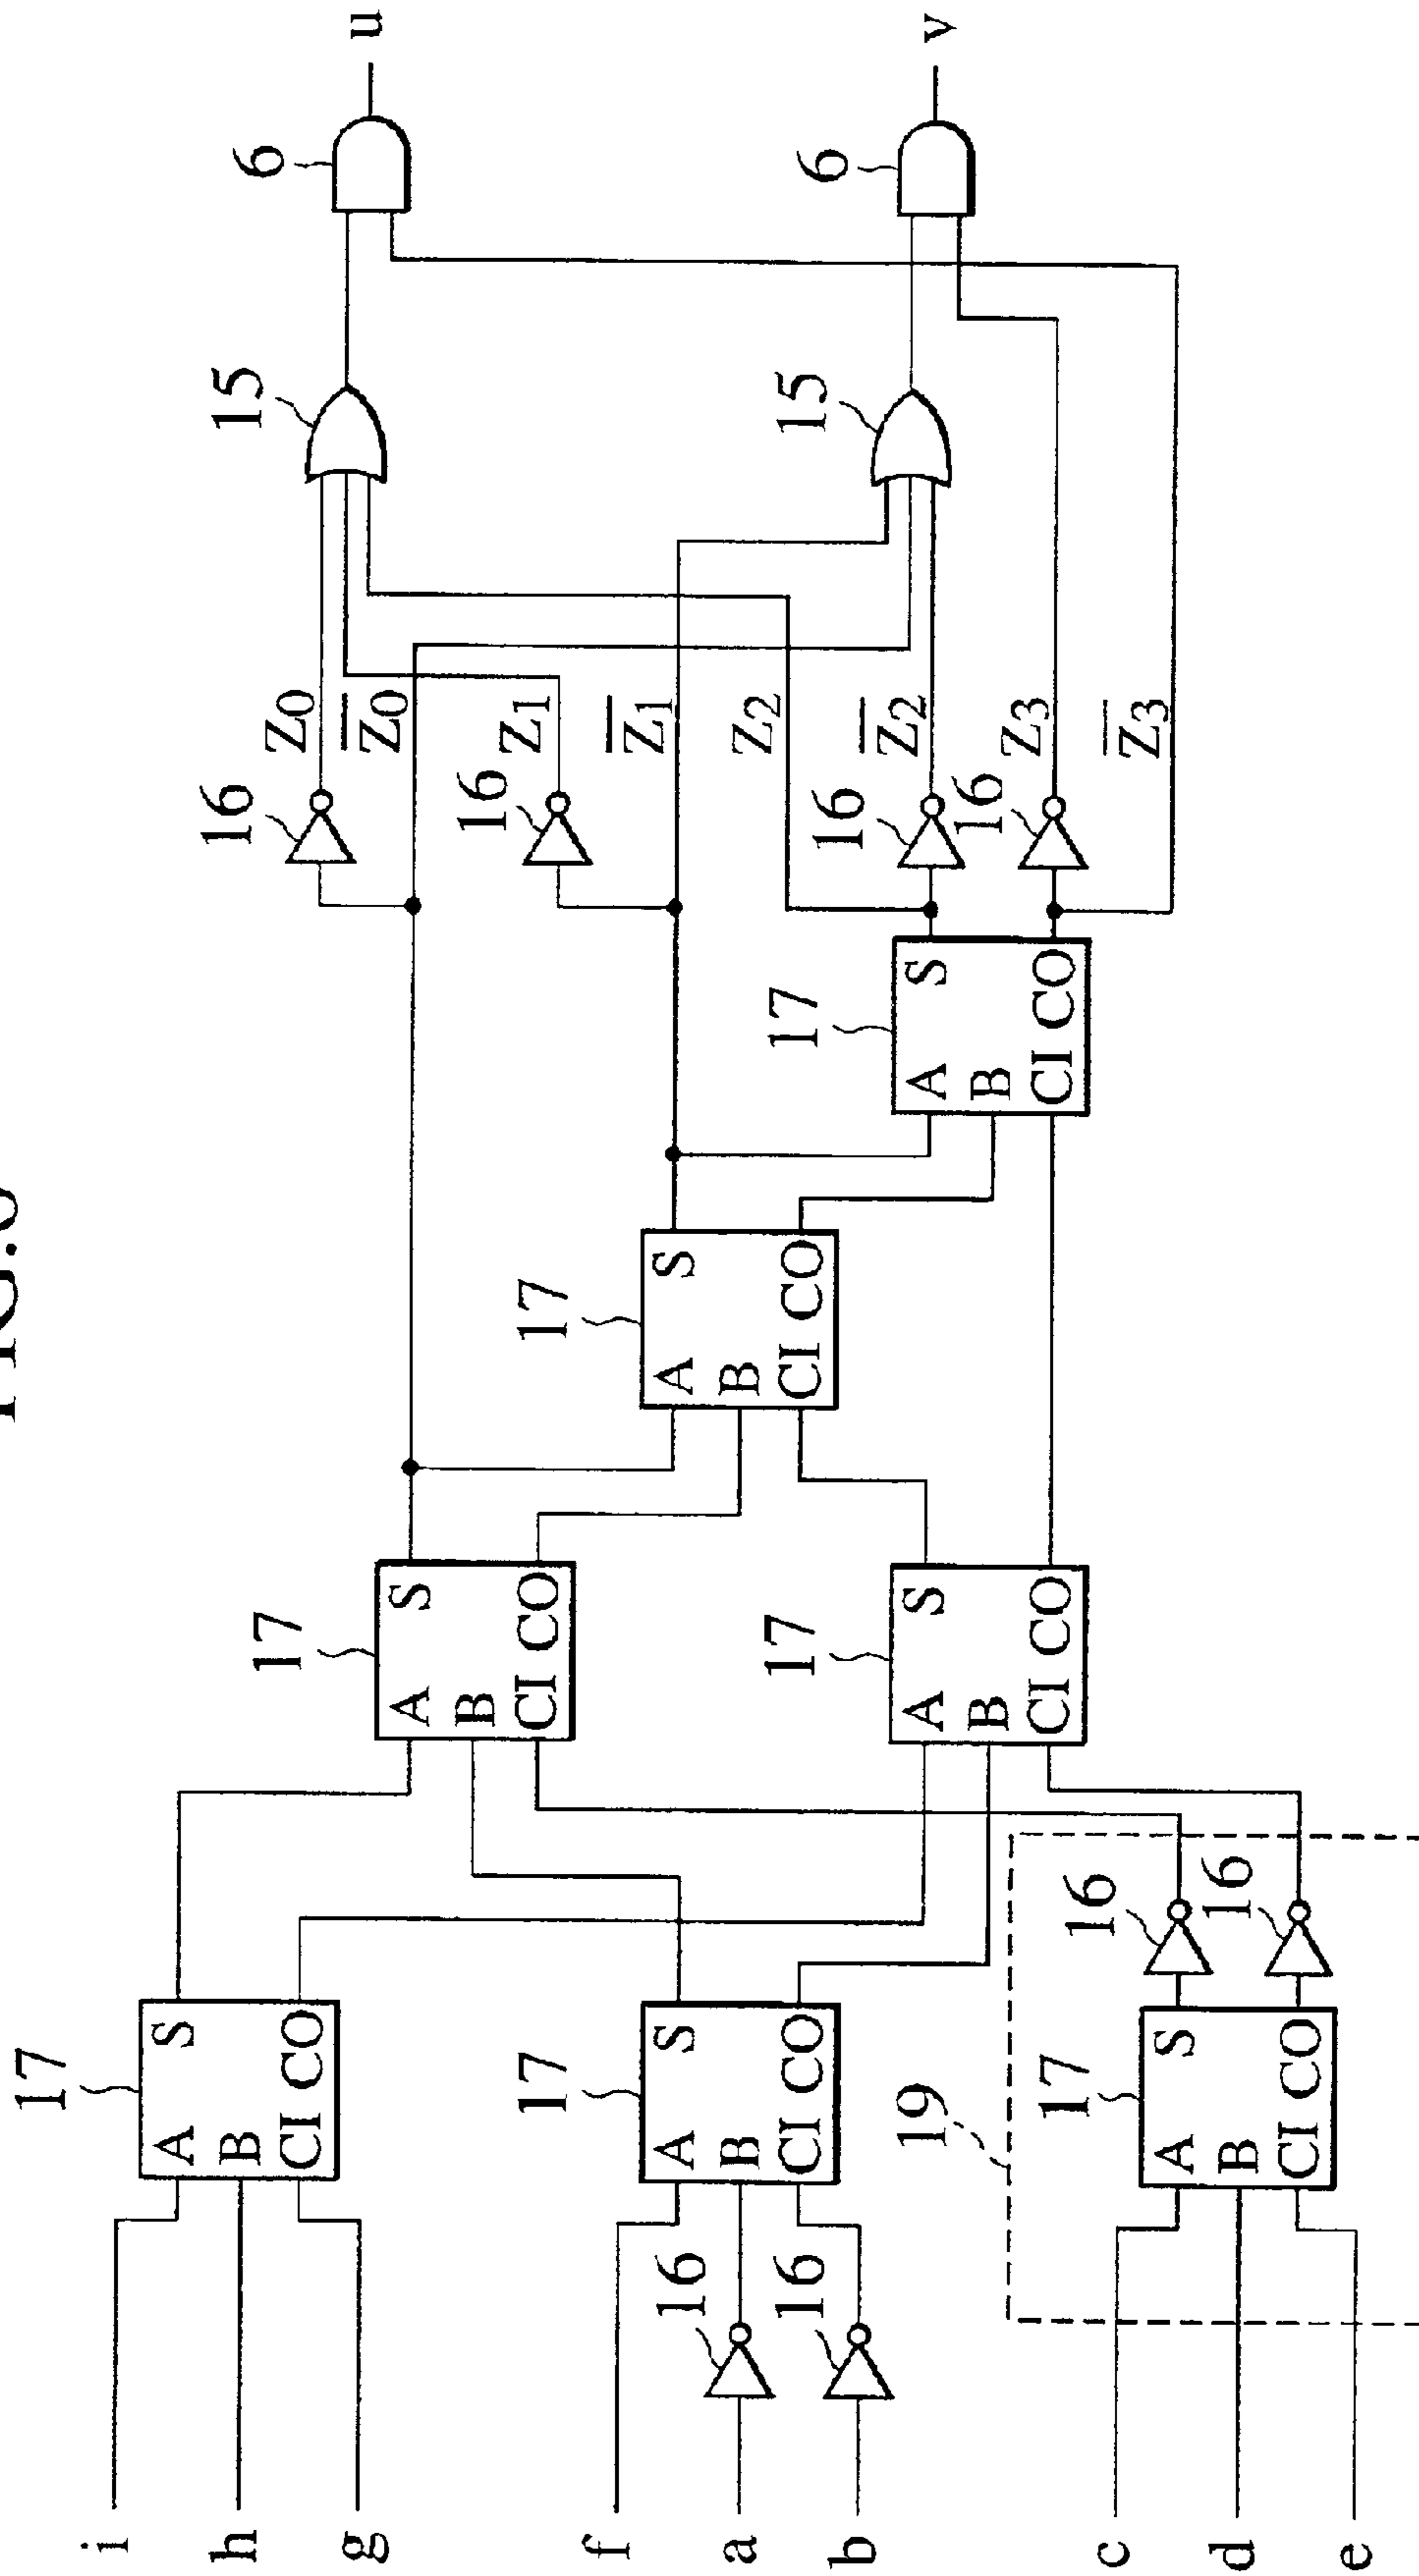 i
h
g
f
a
b
c
d
e
17
A
B
CI
S
CO
16
16
17
A
B
CI
S
CO
19
17
A
B
CI
S
CO
16
16
17
A
B
CI
S
CO
17
A
B
CI
S
CO
17
A
B
CI
S
CO
17
A
B
CI
S
CO
16
16
16
16
Z0
Z̅0
Z1
Z̅1
Z2
Z̅2
Z3
Z̅3
15
15
6
6
u
v